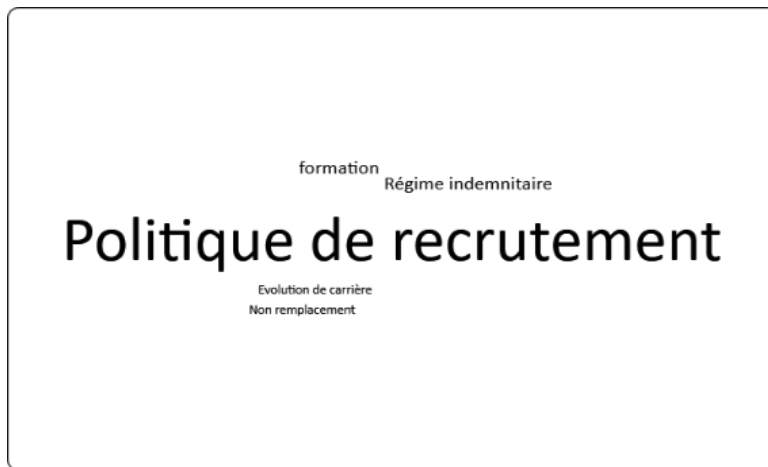 formation
Régime indemnitaire
Politique de recrutement
Evolution de carrière
Non remplacement